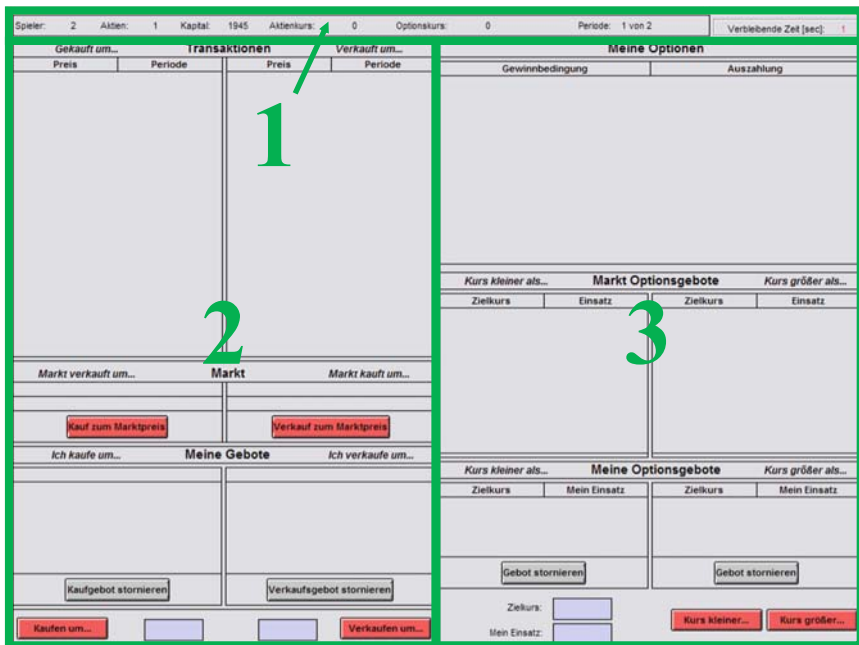 Spieler: 2 Aktien: 1 Kapital: 1945 Aktienkurs: 0 Optionskurs: 0 Periode: 1 von 2 Verbleibende Zeit [sec]: 1
1
Gekauft um... Transaktionen Verkauft um...
Preis Periode Preis Periode
2
Markt verkauft um... Markt Markt kauft um...
Kauf zum Marktpreis Verkauf zum Marktpreis
Ich kaufe um... Meine Gebote Ich verkaufe um...
Kaufgebot stornieren Verkaufsgebot stornieren
Kaufen um... Verkaufen um...
Meine Optionen
Gewinnbedingung Auszahlung
Kurs kleiner als... Markt Optionsgebote Kurs größer als...
Zielkurs Einsatz Zielkurs Einsatz
3
Kurs kleiner als... Meine Optionsgebote Kurs größer als...
Zielkurs Mein Einsatz Zielkurs Mein Einsatz
Gebot stornieren Gebot stornieren
Zielkurs:
Mein Einsatz:
Kurs kleiner... Kurs größer...